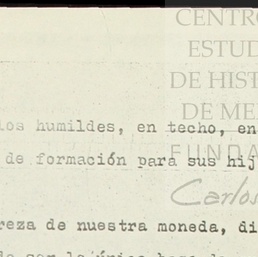 CENTRO
ESTUD
DE HIST
DE ME
FUNDA
Carlos
los humildes, en techo, en
de formación para sus hij
reza de nuestra moneda, di